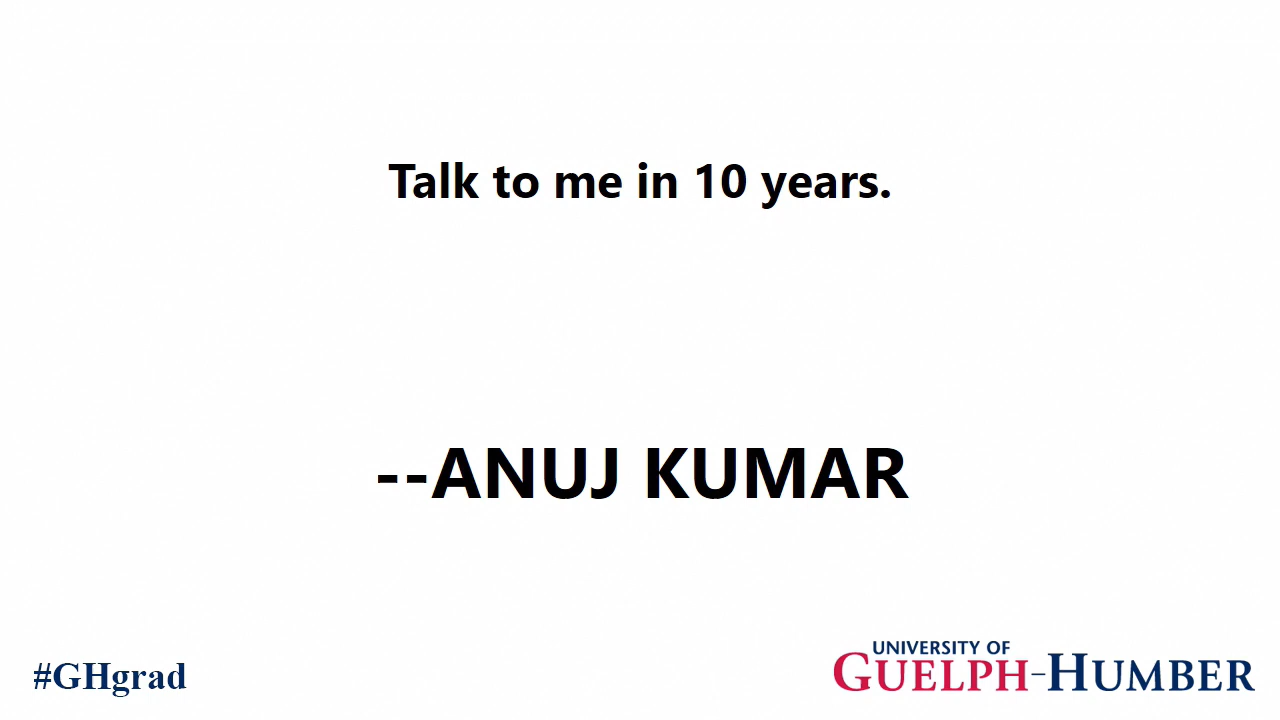 Talk to me in 10 years.
--ANUJ KUMAR
#GHgrad
UNIVERSITY OF
GUELPH-HUMBER